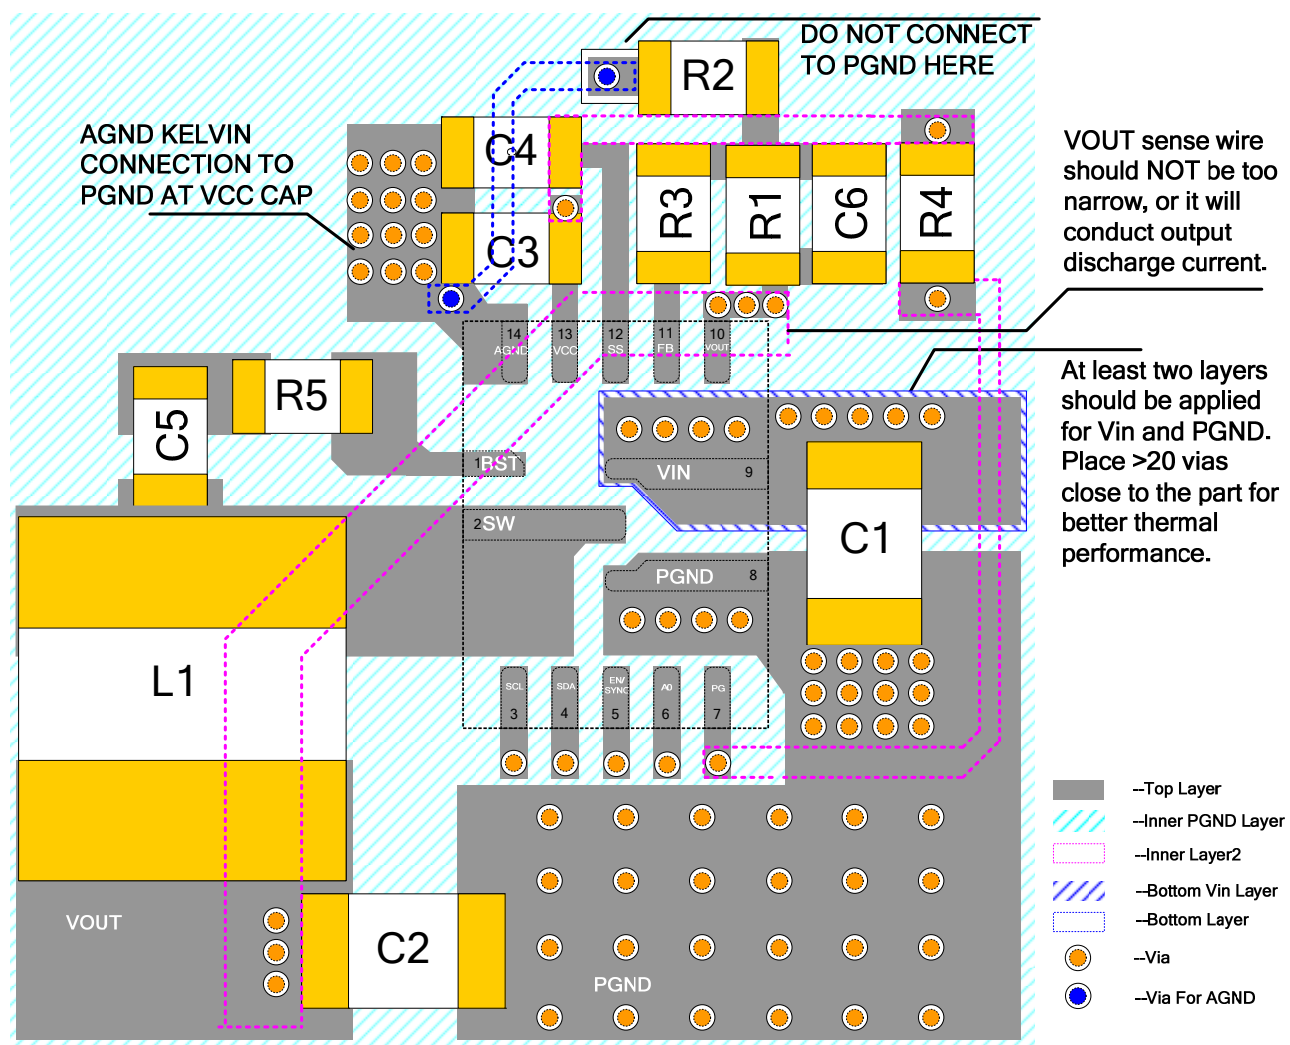 DO NOT CONNECT
TO PGND HERE
R2
AGND KELVIN
CONNECTION TO
PGND AT VCC CAP
C4
C3
R3
R1
C6
R4
VOUT sense wire
should NOT be too
narrow, or it will
conduct output
discharge current.
14
AGND
13
VCC
12
SS
11
FB
10
VOUT
At least two layers
should be applied
for Vin and PGND.
Place >20 vias
close to the part for
better thermal
performance.
R5
C5
1 BST
VIN 9
2 SW
C1
PGND 8
L1
SCL
3
SDA
4
EN/
SYNC
5
A0
6
PG
7
--Top Layer
--Inner PGND Layer
--Inner Layer2
--Bottom Vin Layer
--Bottom Layer
--Via
--Via For AGND
VOUT
C2
PGND